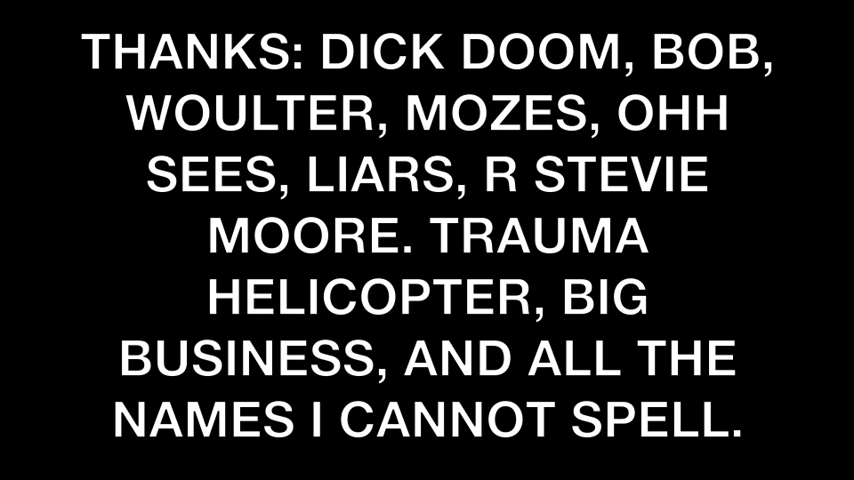 THANKS: DICK DOOM, BOB,
WOULTER, MOZES, OHH
SEES, LIARS, R STEVIE
MOORE. TRAUMA
HELICOPTER, BIG
BUSINESS, AND ALL THE
NAMES I CANNOT SPELL.